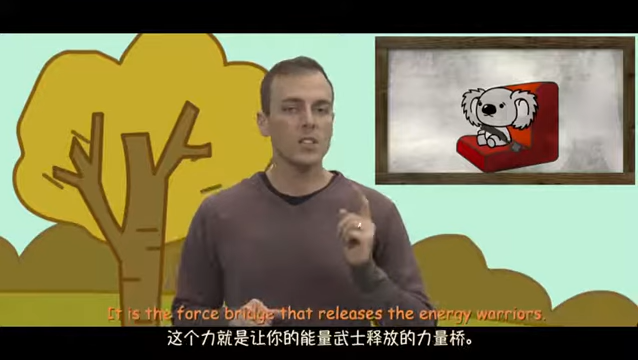 It is the force bridge that releases the energy warriors.
这个力就是让你的能量武士释放的力量桥。